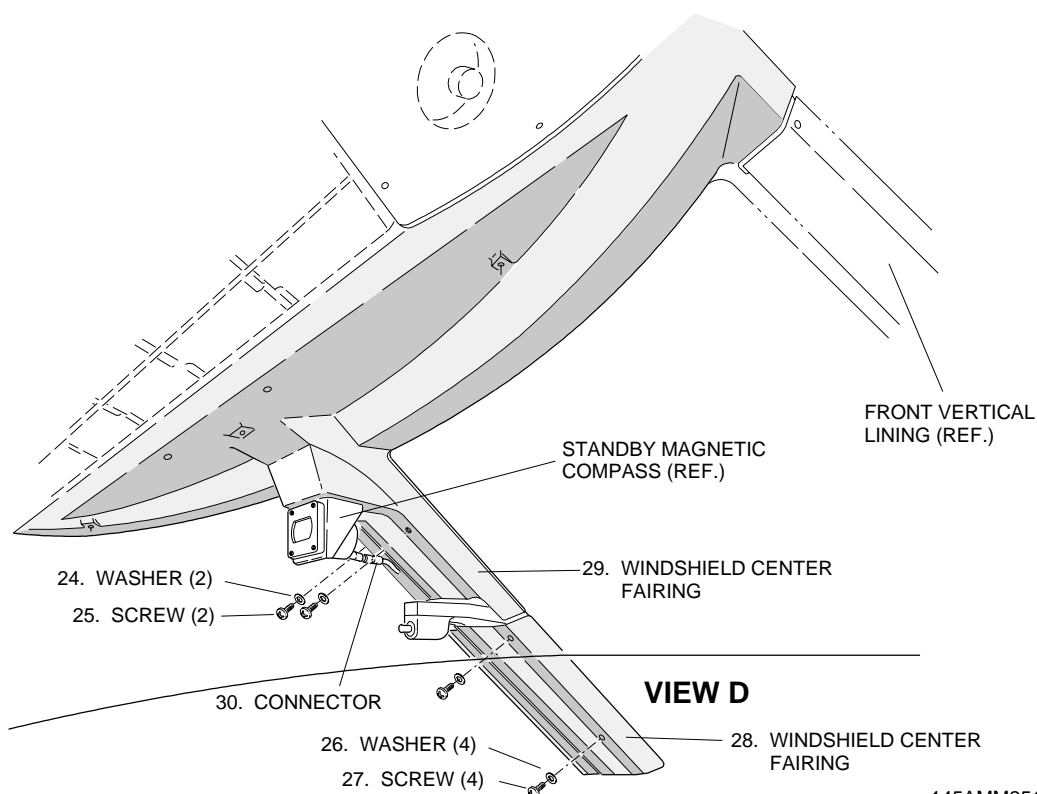 FRONT VERTICAL
LINING (REF.)
STANDBY MAGNETIC
COMPASS (REF.)
24. WASHER (2)
25. SCREW (2)
29. WINDSHIELD CENTER
FAIRING
30. CONNECTOR
VIEW D
26. WASHER (4)
27. SCREW (4)
28. WINDSHIELD CENTER
FAIRING